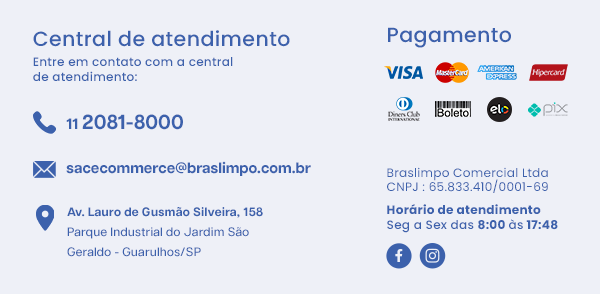 Central de atendimento
Entre em contato com a central
de atendimento:
11 2081-8000
sacecommerce@braslimpo.com.br
Av. Lauro de Gusmão Silveira, 158
Parque Industrial do Jardim São
Geraldo - Guarulhos/SP
Pagamento
VISA MasterCard AMERICAN EXPRESS Hipercard
Diners Club INTERNATIONAL Boleto elo pix
Braslimpo Comercial Ltda
CNPJ : 65.833.410/0001-69
Horário de atendimento
Seg a Sex das 8:00 às 17:48